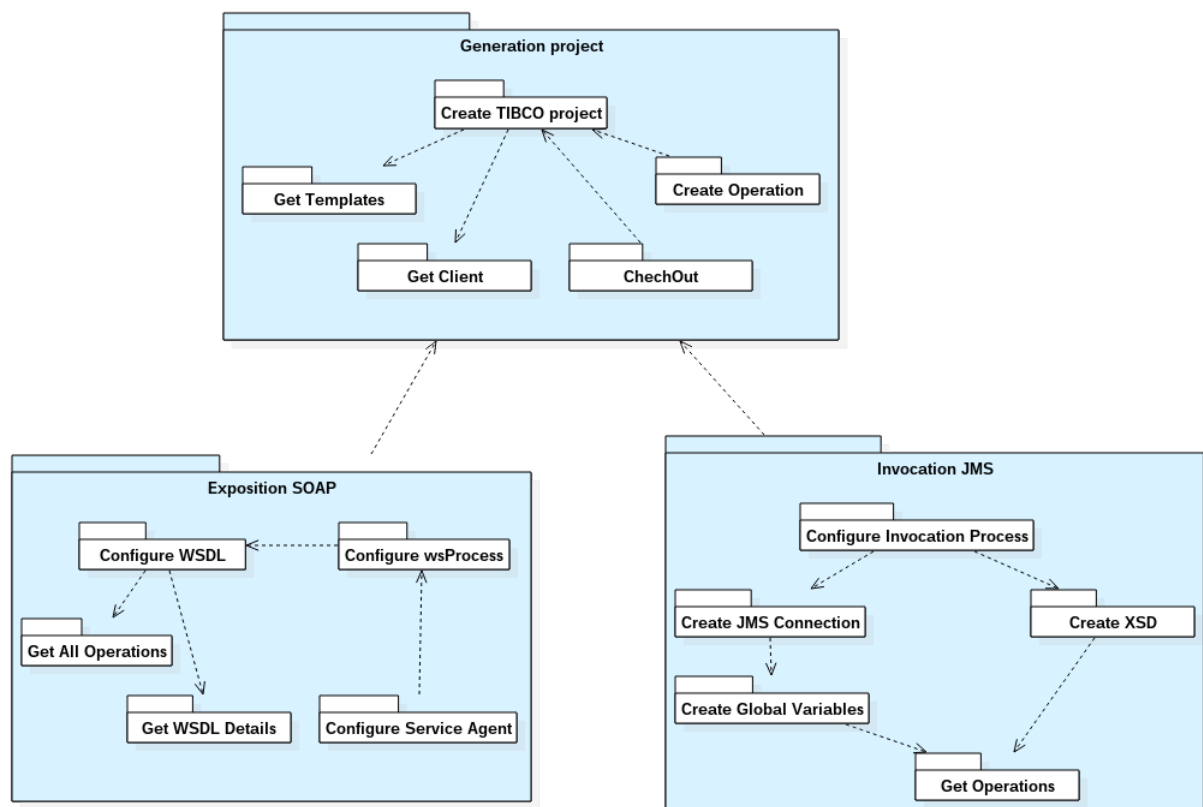 Generation project
Create TIBCO project
Create Operation
Get Templates
Get Client
ChechOut
Exposition SOAP
Configure WSDL
Configure wsProcess
Get All Operations
Get WSDL Details
Configure Service Agent
Invocation JMS
Configure Invocation Process
Create JMS Connection
Create XSD
Create Global Variables
Get Operations